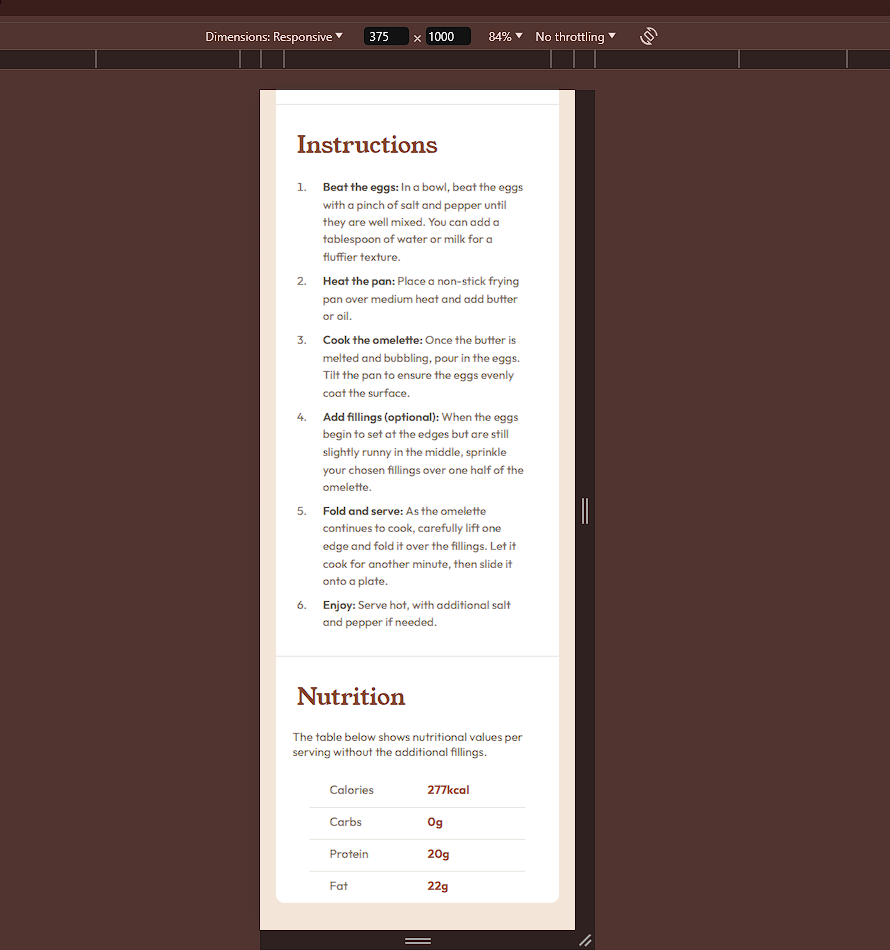 Dimensions: Responsive 375 × 1000 84% No throttling
Instructions
1. Beat the eggs: In a bowl, beat the eggs
with a pinch of salt and pepper until
they are well mixed. You can add a
tablespoon of water or milk for a
fluffier texture.
2. Heat the pan: Place a non-stick frying
pan over medium heat and add butter
or oil.
3. Cook the omelette: Once the butter is
melted and bubbling, pour in the eggs.
Tilt the pan to ensure the eggs evenly
coat the surface.
4. Add fillings (optional): When the eggs
begin to set at the edges but are still
slightly runny in the middle, sprinkle
your chosen fillings over one half of the
omelette.
5. Fold and serve: As the omelette
continues to cook, carefully lift one
edge and fold it over the fillings. Let it
cook for another minute, then slide it
onto a plate.
6. Enjoy: Serve hot, with additional salt
and pepper if needed.
Nutrition
The table below shows nutritional values per
serving without the additional fillings.
Calories 277kcal
Carbs 0g
Protein 20g
Fat 22g